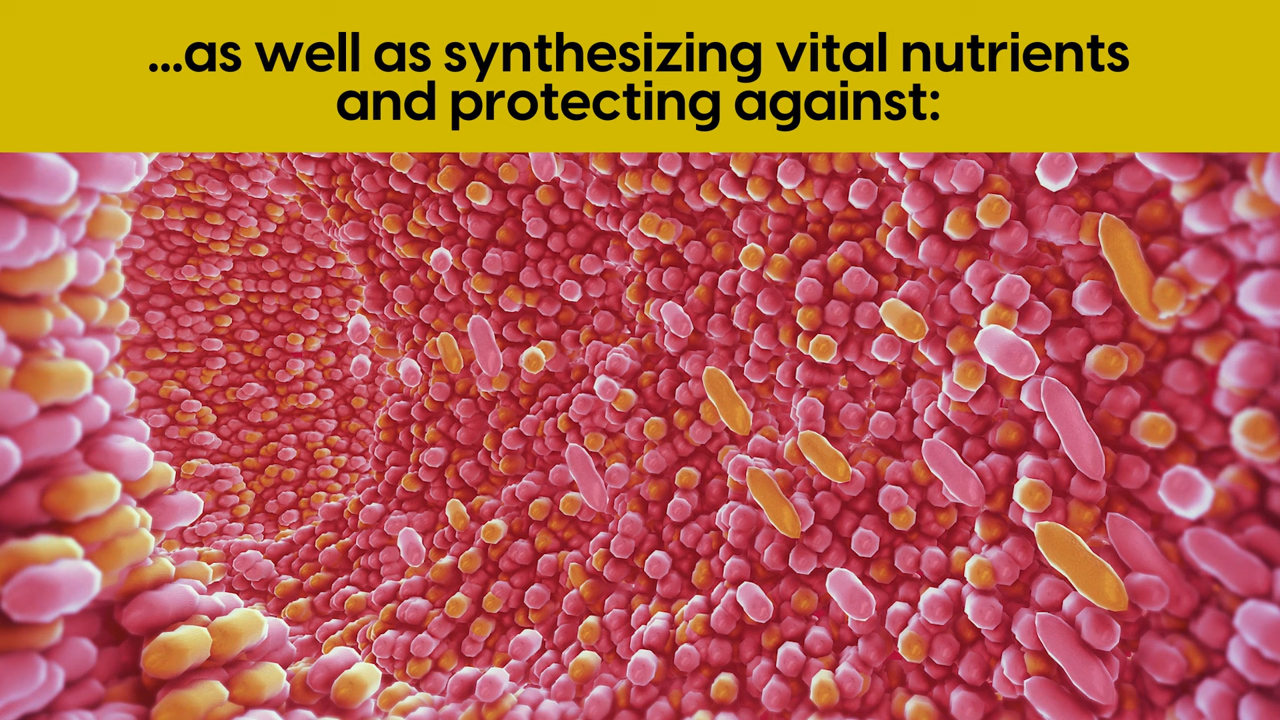 ...as well as synthesizing vital nutrients
and protecting against: